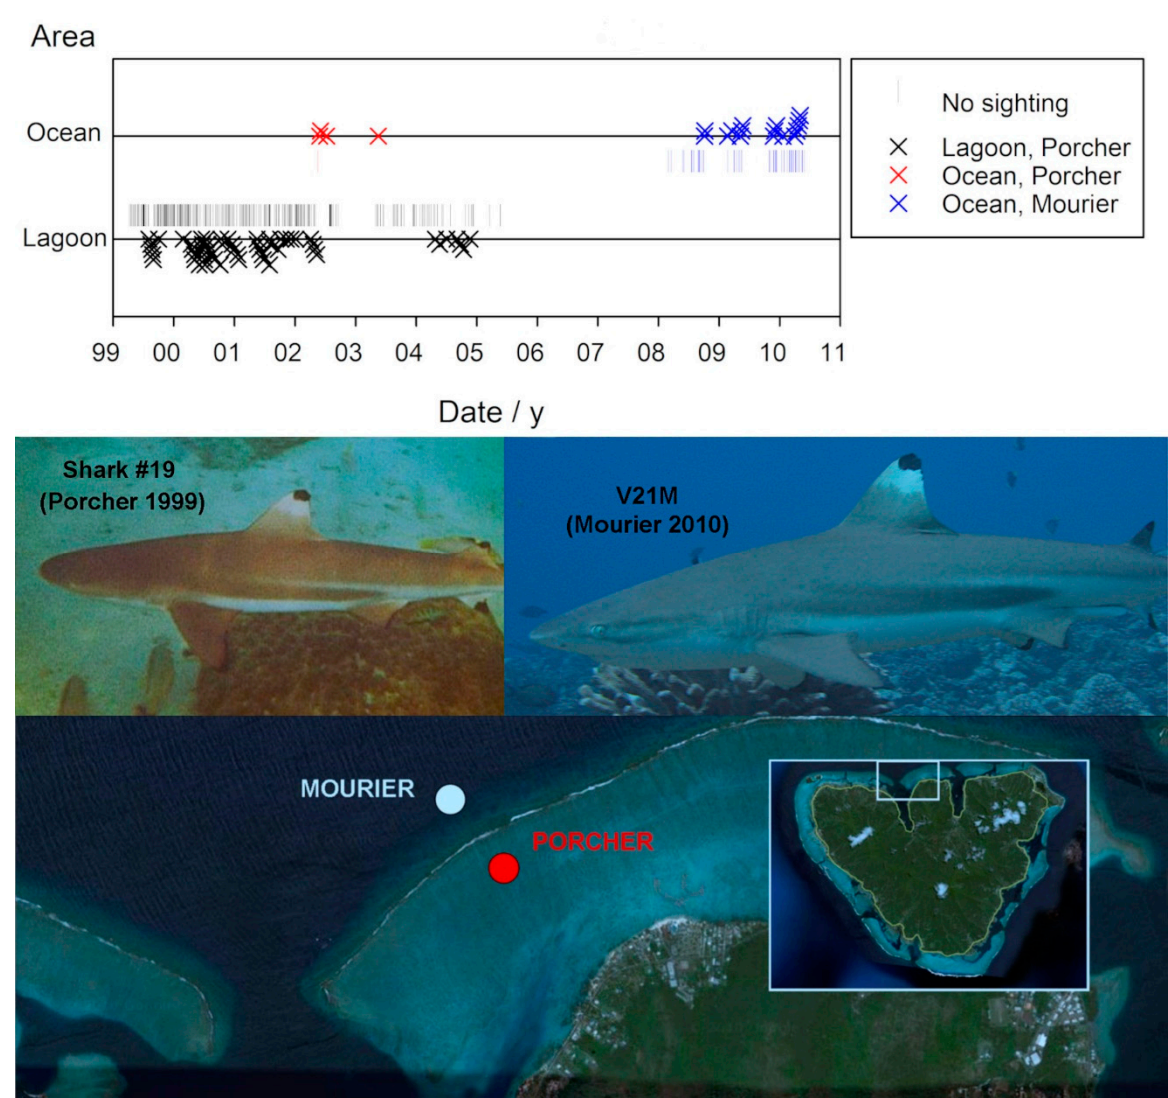 Area
Ocean
Lagoon
No sighting
Lagoon, Porcher
Ocean, Porcher
Ocean, Mourier
99 00 01 02 03 04 05 06 07 08 09 10 11
Date / y
Shark #19
(Porcher 1999)
V21M
(Mourier 2010)
MOURIER
PORCHER